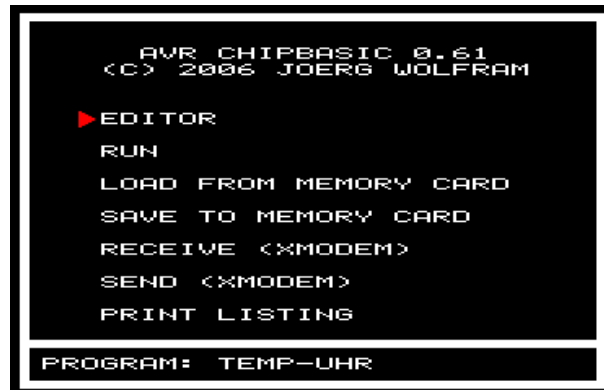 AVR CHIPBASIC 0.61
<C> 2006 JOERG WOLFRAM
EDITOR
RUN
LOAD FROM MEMORY CARD
SAVE TO MEMORY CARD
RECEIVE <XMODEM>
SEND <XMODEM>
PRINT LISTING
PROGRAM: TEMP-UHR